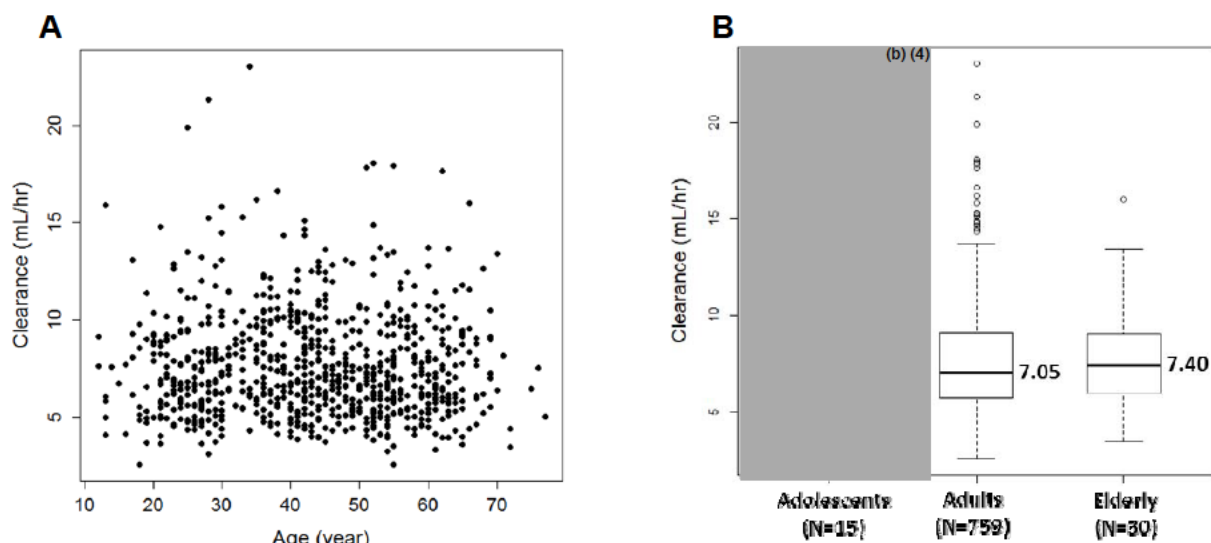 A
B
(b) (4)
20
15
10
5
Clearance (mL/hr)
10 20 30 40 50 60 70
Age (year)
20
15
10
5
Clearance (mL/hr)
7.05
7.40
Adolescents Adults Elderly
(N=15) (N=759) (N=30)